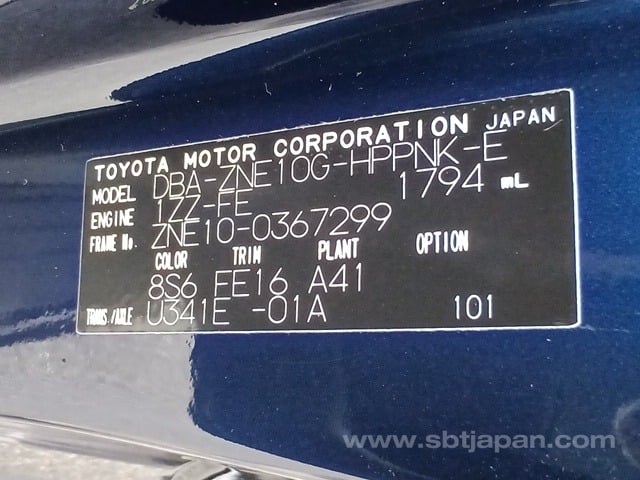 TOYOTA MOTOR CORPORATION JAPAN
MODEL DBA-ZNE10G-HPPNK-E
ENGINE 1ZZ-FE 1794 mL
FRAME No. ZNE10-0367299
COLOR TRIM PLANT OPTION
8S6 FE16 A41
TRANS./AXLE U341E -01A 101
www.sbtjapan.com